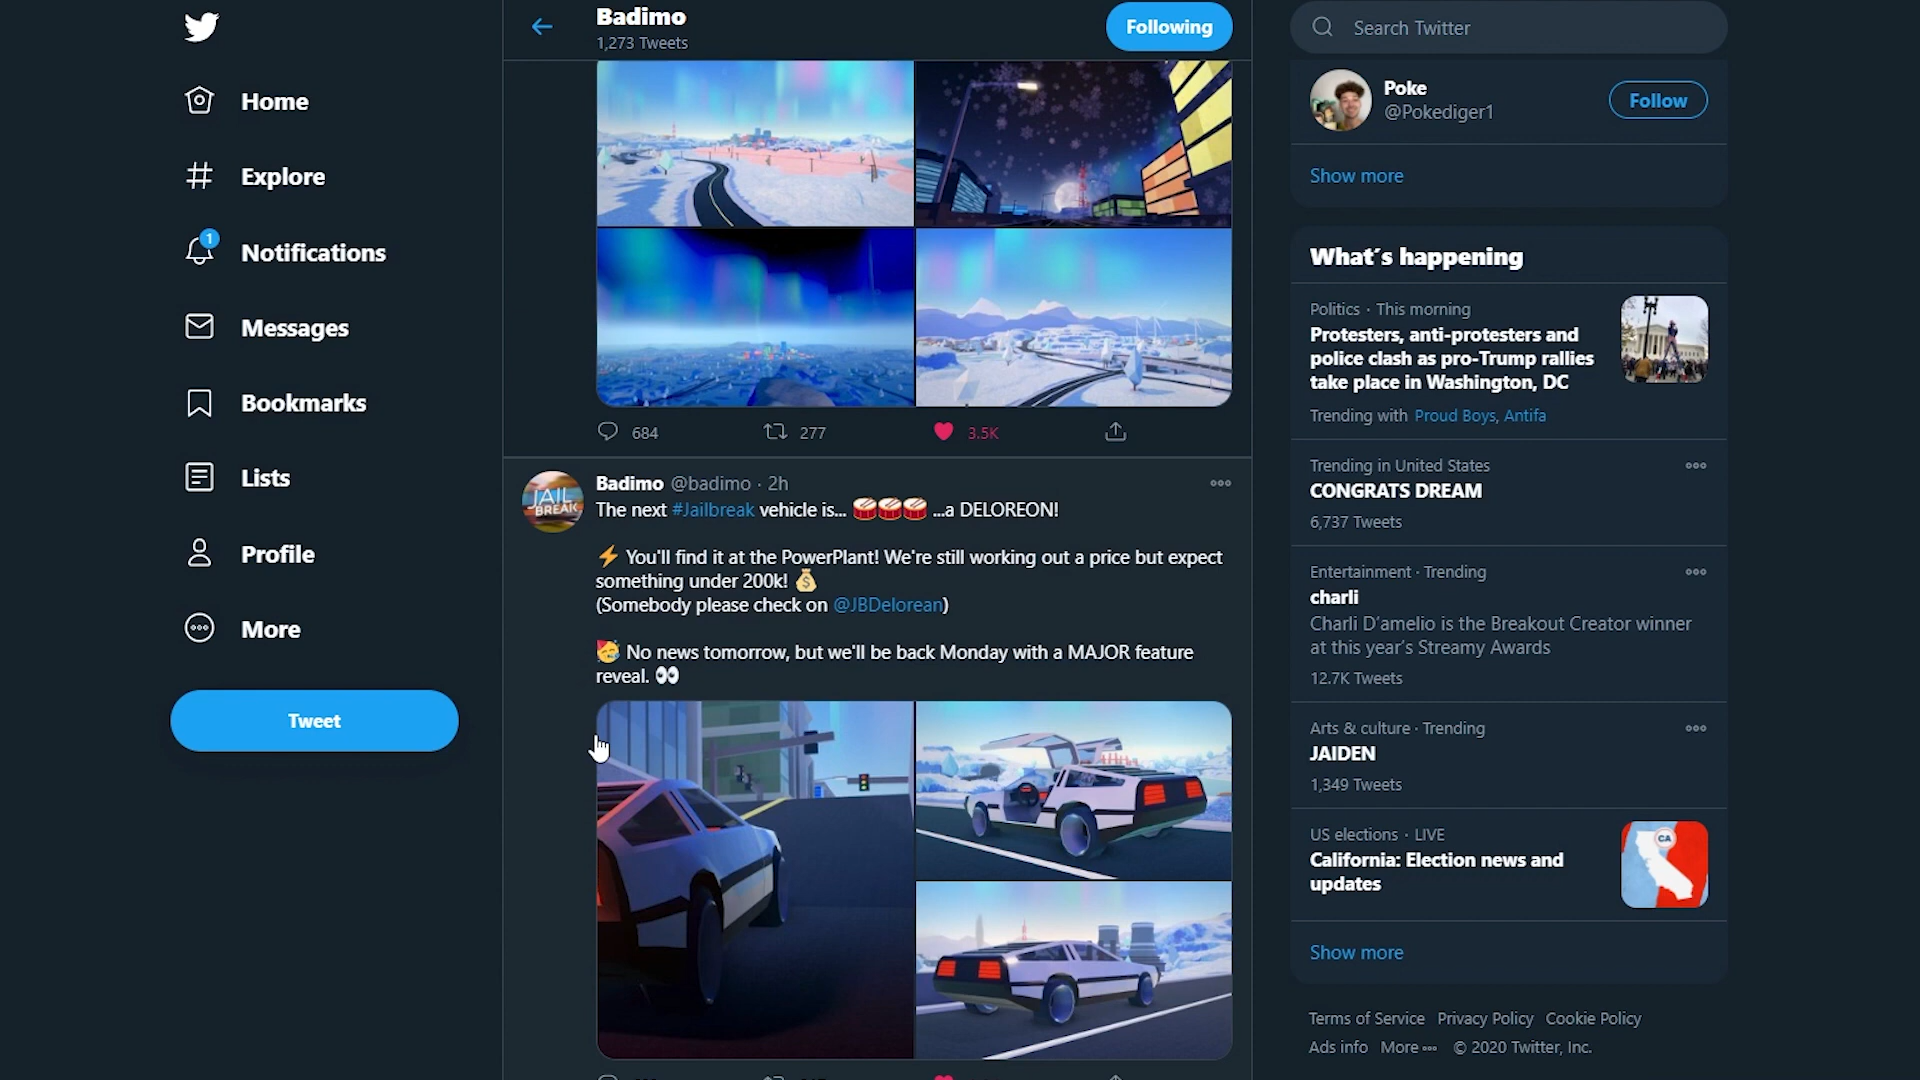 Home
Explore
1
Notifications
Messages
Bookmarks
Lists
Profile
More
Tweet
Badimo
1,273 Tweets
Following
684
277
3.5K
JAIL
BREAK
Badimo @badimo · 2h
The next #Jailbreak vehicle is... 🥁🥁🥁 ...a DELOREON!
⚡ You'll find it at the PowerPlant! We're still working out a price but expect
something under 200k! 💰
(Somebody please check on @JBDelorean)
🥳 No news tomorrow, but we'll be back Monday with a MAJOR feature
reveal. 👀
Search Twitter
Poke
@Pokediger1
Follow
Show more
What's happening
Politics · This morning
Protesters, anti-protesters and
police clash as pro-Trump rallies
take place in Washington, DC
Trending with Proud Boys, Antifa
Trending in United States
CONGRATS DREAM
6,737 Tweets
Entertainment · Trending
charli
Charli D'amelio is the Breakout Creator winner
at this year's Streamy Awards
12.7K Tweets
Arts & culture · Trending
JAIDEN
1,349 Tweets
US elections · LIVE
California: Election news and
updates
CA
Show more
Terms of Service Privacy Policy Cookie Policy
Ads info More © 2020 Twitter, Inc.